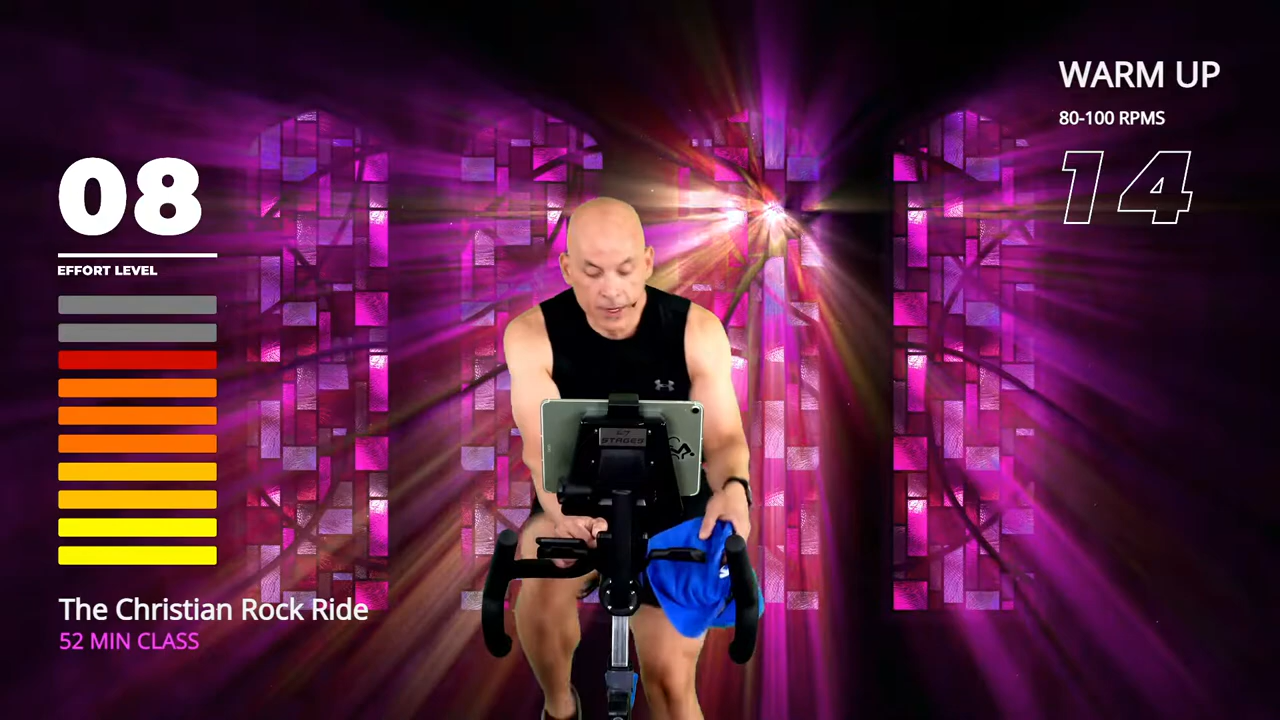 WARM UP
80-100 RPMS
14
08
EFFORT LEVEL
STAGES
The Christian Rock Ride
52 MIN CLASS